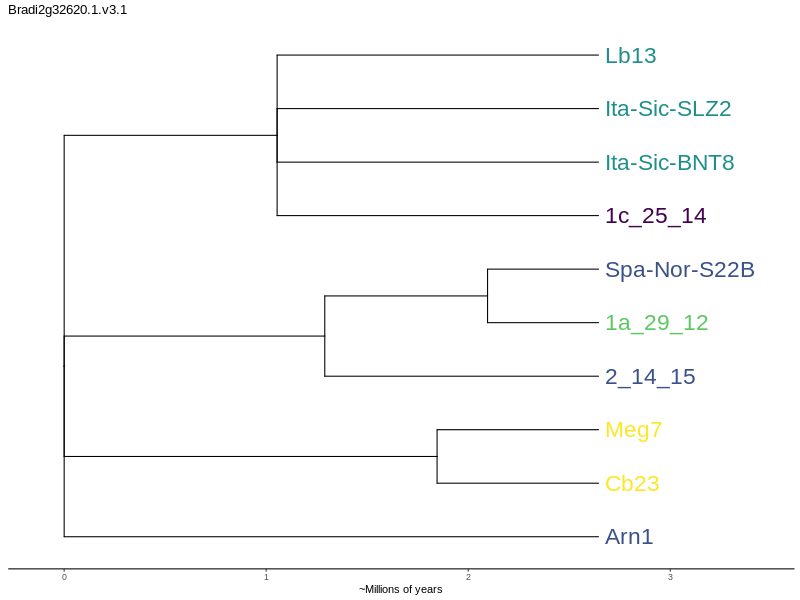 Bradi2g32620.1.v3.1
Lb13
Ita-Sic-SLZ2
Ita-Sic-BNT8
1c_25_14
Spa-Nor-S22B
1a_29_12
2_14_15
Meg7
Cb23
Arn1
0 1 2 3
~Millions of years